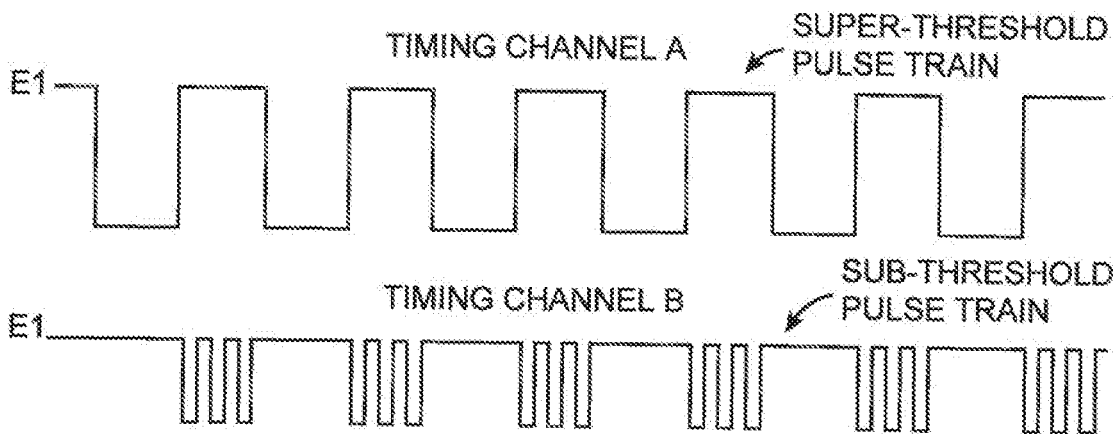 TIMING CHANNEL A
SUPER-THRESHOLD
PULSE TRAIN
E1
TIMING CHANNEL B
SUB-THRESHOLD
PULSE TRAIN
E1